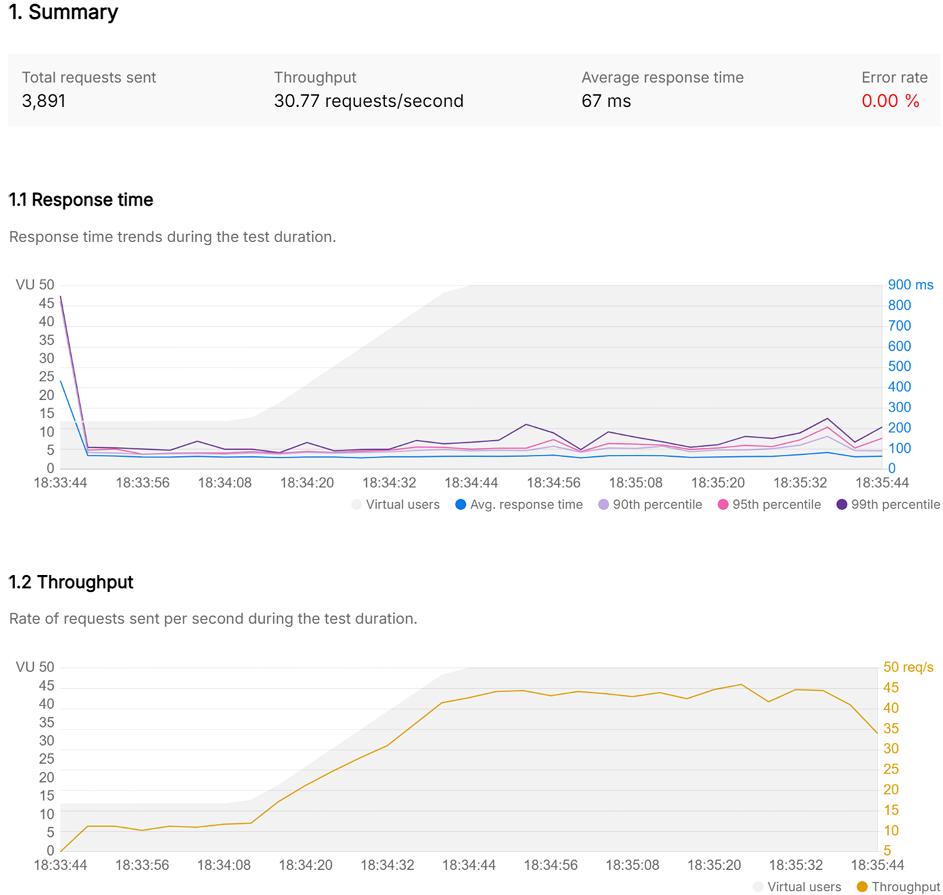 1. Summary
Total requests sent Throughput Average response time Error rate
3,891 30.77 requests/second 67 ms 0.00 %
1.1 Response time
Response time trends during the test duration.
VU 50 900 ms
45 800
40 700
35 600
30 500
25 400
20 300
15 200
10 100
5 0
0
18:33:44 18:33:56 18:34:08 18:34:20 18:34:32 18:34:44 18:34:56 18:35:08 18:35:20 18:35:32 18:35:44
Virtual users Avg. response time 90th percentile 95th percentile 99th percentile
1.2 Throughput
Rate of requests sent per second during the test duration.
VU 50 50 req/s
45 45
40 40
35 35
30 30
25 25
20 20
15 15
10 10
5 5
0
18:33:44 18:33:56 18:34:08 18:34:20 18:34:32 18:34:44 18:34:56 18:35:08 18:35:20 18:35:32 18:35:44
Virtual users Throughput